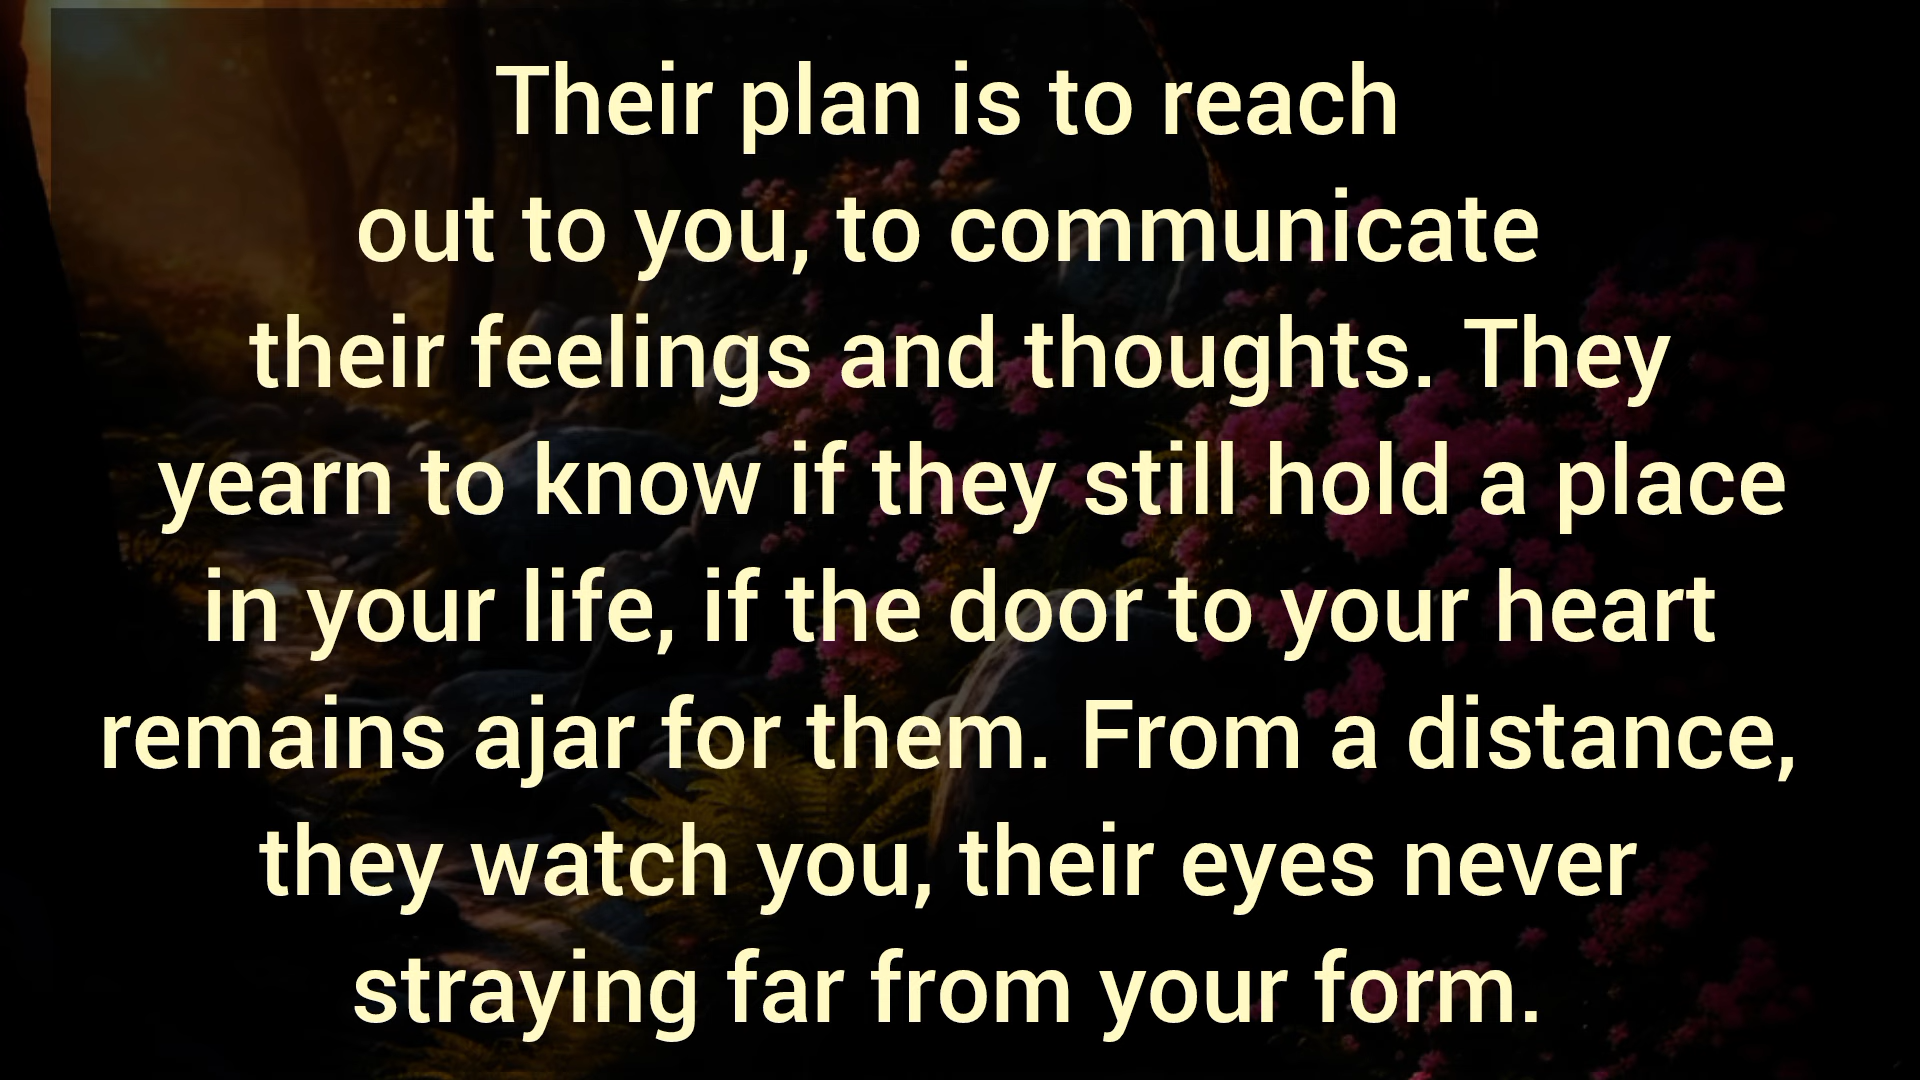 Their plan is to reach
out to you, to communicate
their feelings and thoughts. They
yearn to know if they still hold a place
in your life, if the door to your heart
remains ajar for them. From a distance,
they watch you, their eyes never
straying far from your form.